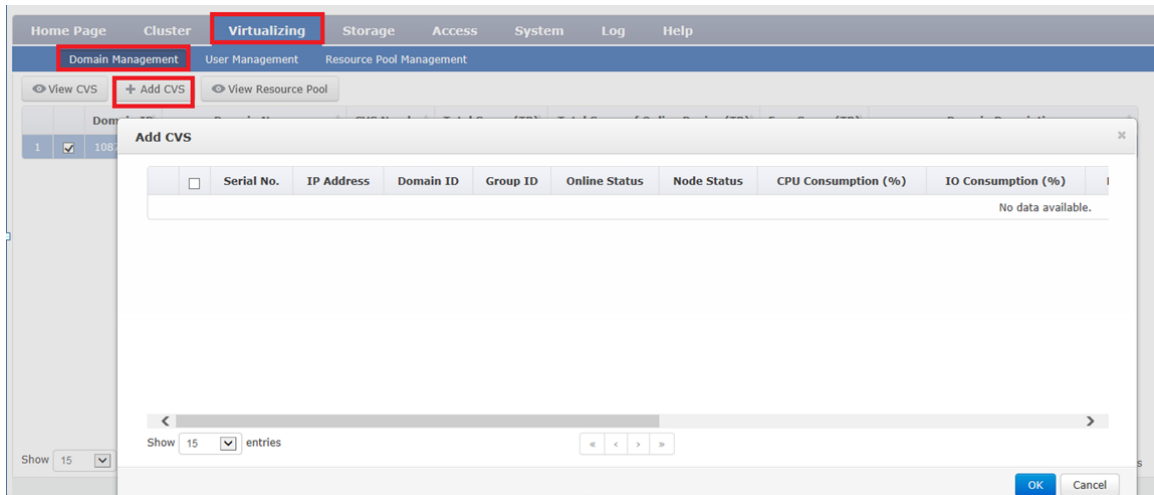 Home Page Cluster Virtualizing Storage Access System Log Help
Domain Management User Management Resource Pool Management
View CVS + Add CVS View Resource Pool
Add CVS
1 1087
Serial No. IP Address Domain ID Group ID Online Status Node Status CPU Consumption (%) IO Consumption (%)
No data available.
Show 15 entries « < > »
Show 15
OK Cancel